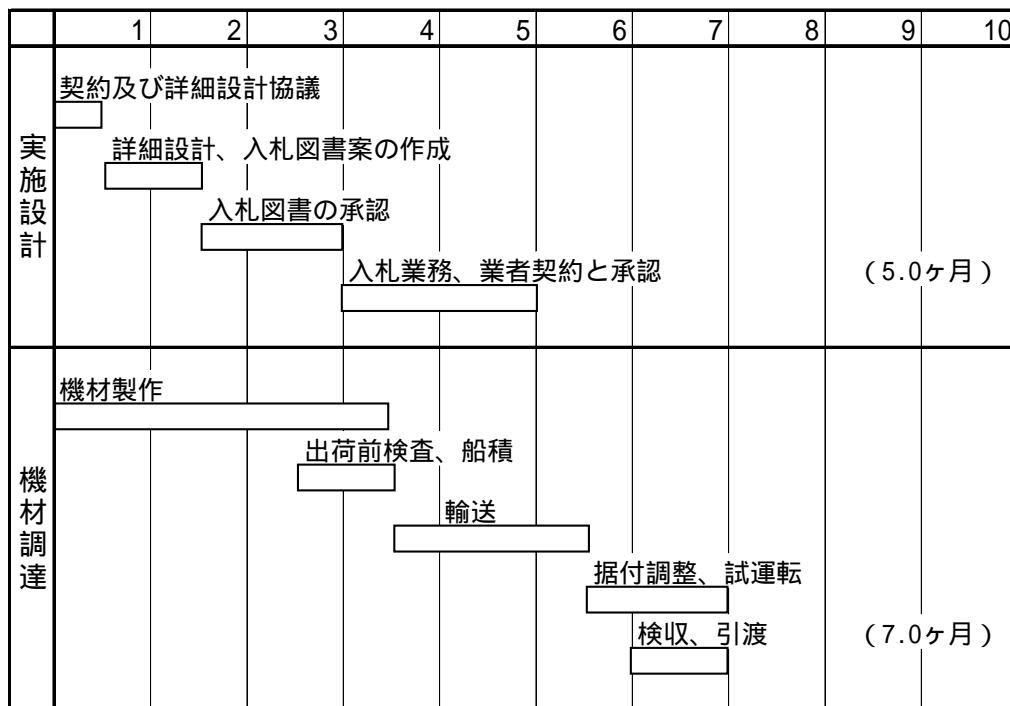 1 2 3 4 5 6 7 8 9 10
実施設計
契約及び詳細設計協議
詳細設計、入札図書案の作成
入札図書の承認
入札業務、業者契約と承認
（5.0ヶ月）
機材調達
機材製作
出荷前検査、船積
輸送
据付調整、試運転
検収、引渡
（7.0ヶ月）